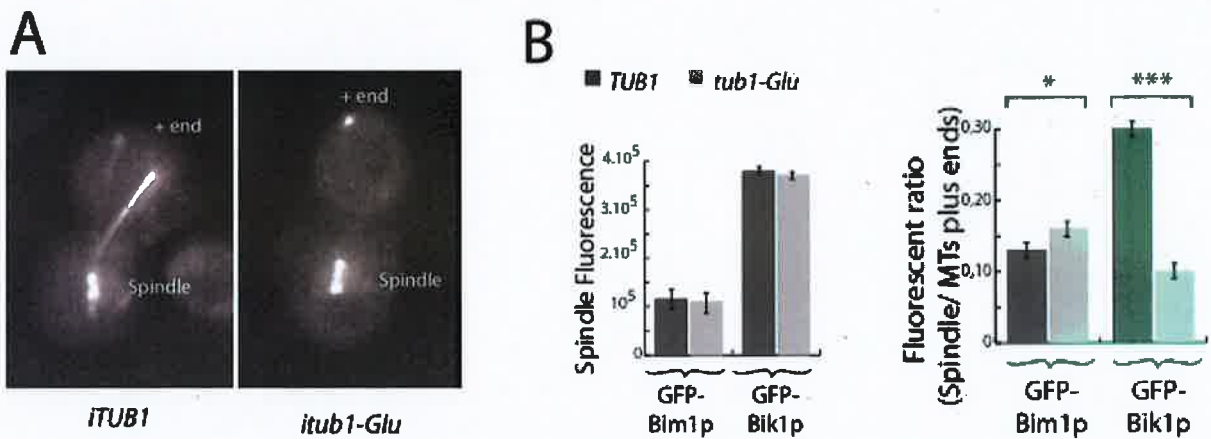 A
+ end
Spindle
iTUB1
+ end
Spindle
itub1-Glu
B
TUB1 tub1-Glu
Spindle Fluorescence
4.10⁵
3.10⁵
2.10⁵
10⁵
0
GFP-
Bim1p
GFP-
Bik1p
Fluorescent ratio
(Spindle/ MTs plus ends)
* ***
0,30
0,20
0,10
0
GFP-
Bim1p
GFP-
Bik1p